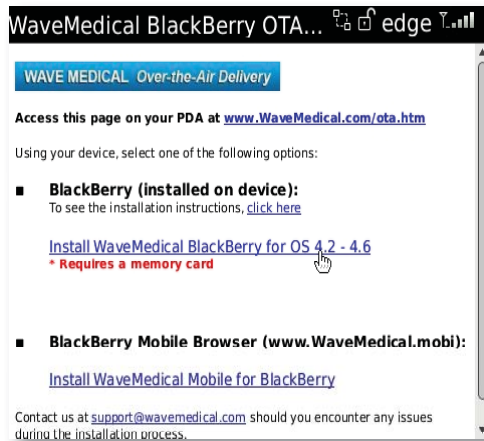 WaveMedical BlackBerry OTA... edge
WAVE MEDICAL Over-the-Air Delivery
Access this page on your PDA at www.WaveMedical.com/ota.htm
Using your device, select one of the following options:
■ BlackBerry (installed on device):
To see the installation instructions, click here
Install WaveMedical BlackBerry for OS 4.2 - 4.6
* Requires a memory card
■ BlackBerry Mobile Browser (www.WaveMedical.mobi):
Install WaveMedical Mobile for BlackBerry
Contact us at support@wavemedical.com should you encounter any issues
during the installation process.